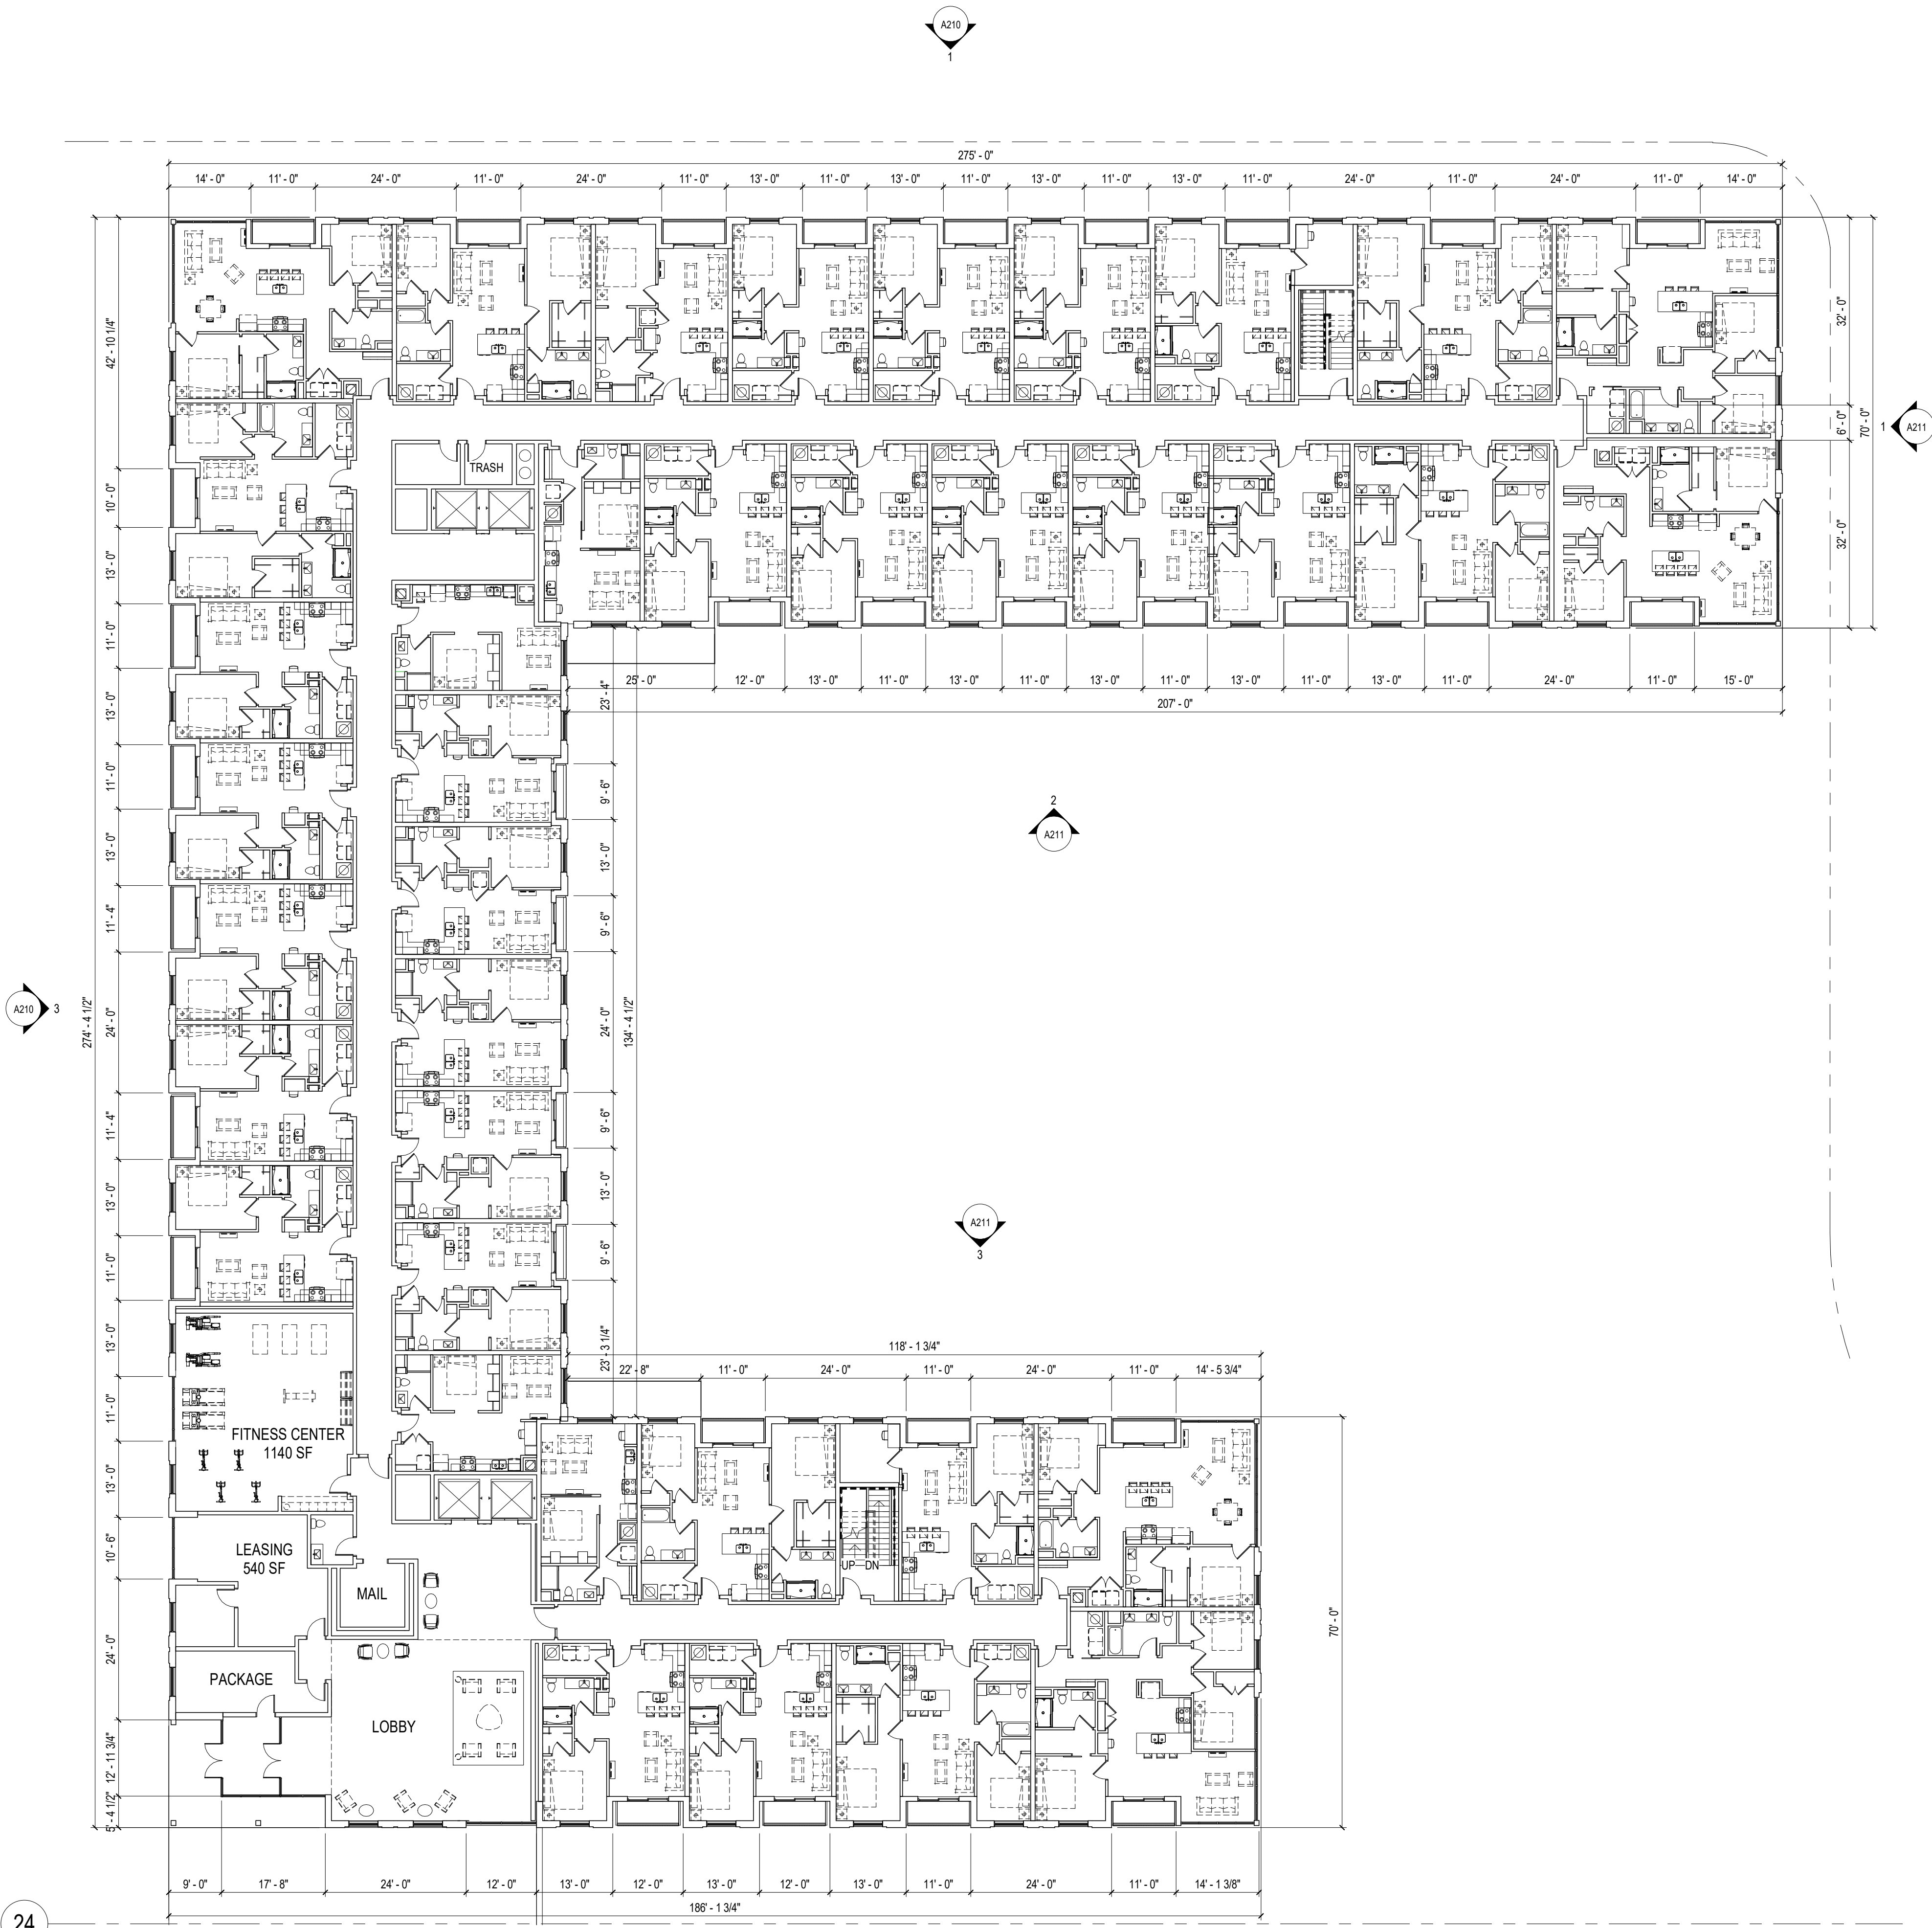 A210
1
275' - 0"
14' - 0" 11' - 0" 24' - 0" 11' - 0" 24' - 0" 11' - 0" 13' - 0" 11' - 0" 13' - 0" 11' - 0" 13' - 0" 11' - 0" 13' - 0" 11' - 0" 24' - 0" 11' - 0" 24' - 0" 11' - 0" 14' - 0"
42' - 10 1/4"
32' - 0"
6' - 0"
70' - 0"
1 A211
TRASH
10' - 0"
32' - 0"
13' - 0"
11' - 0"
25' - 0" 12' - 0" 13' - 0" 11' - 0" 13' - 0" 11' - 0" 13' - 0" 11' - 0" 13' - 0" 11' - 0" 13' - 0" 11' - 0" 24' - 0" 11' - 0" 15' - 0"
23' - 4"
13' - 0"
207' - 0"
11' - 0"
9' - 6"
2
A211
13' - 0"
13' - 0"
11' - 4"
9' - 6"
A210 3
274' - 4 1/2"
24' - 0"
24' - 0"
134' - 4 1/2"
11' - 4"
9' - 6"
13' - 0"
13' - 0"
A211
3
11' - 0"
9' - 6"
13' - 0"
23' - 3 1/4"
118' - 1 3/4"
22' - 8" 11' - 0" 24' - 0" 11' - 0" 24' - 0" 11' - 0" 14' - 5 3/4"
11' - 0"
FITNESS CENTER
1140 SF
13' - 0"
10' - 6"
LEASING
540 SF
UP DN
MAIL
24' - 0"
70' - 0"
PACKAGE
LOBBY
12' - 11 3/4"
5' - 4 1/2"
9' - 0" 17' - 8" 24' - 0" 12' - 0" 13' - 0" 12' - 0" 13' - 0" 12' - 0" 13' - 0" 11' - 0" 24' - 0" 11' - 0" 14' - 1 3/8"
186' - 1 3/4"
24